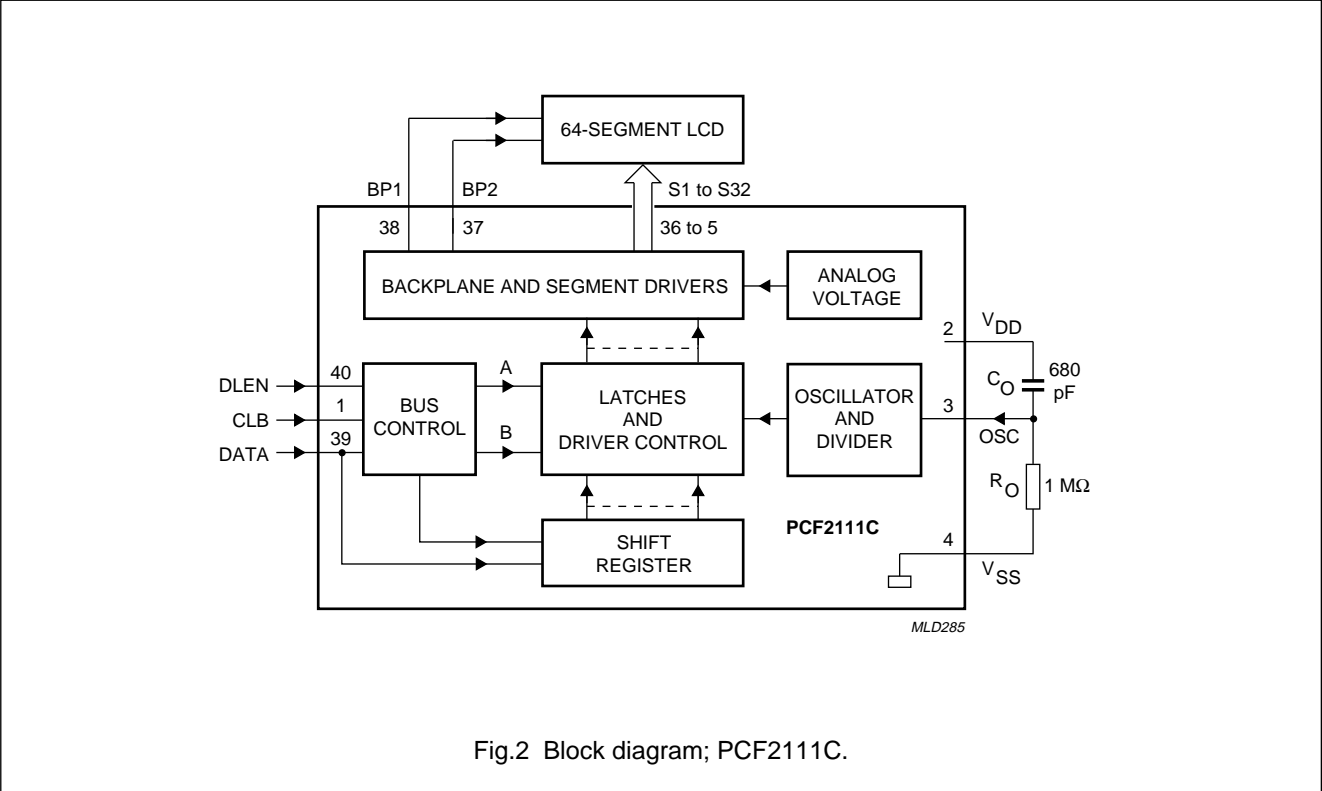 64-SEGMENT LCD
BP1
BP2
S1 to S32
38
37
36 to 5
BACKPLANE AND SEGMENT DRIVERS
ANALOG
VOLTAGE
2
VDD
DLEN
40
CLB
1
DATA
39
BUS
CONTROL
A
B
LATCHES
AND
DRIVER CONTROL
OSCILLATOR
AND
DIVIDER
3
OSC
CO
680
pF
RO
1 MΩ
PCF2111C
SHIFT
REGISTER
4
VSS
MLD285
Fig.2 Block diagram; PCF2111C.